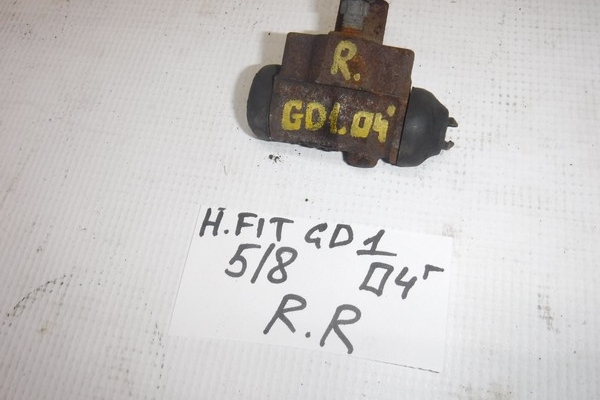 R.
GD1.04'
H.FIT GD1
5/8 04г
R.R